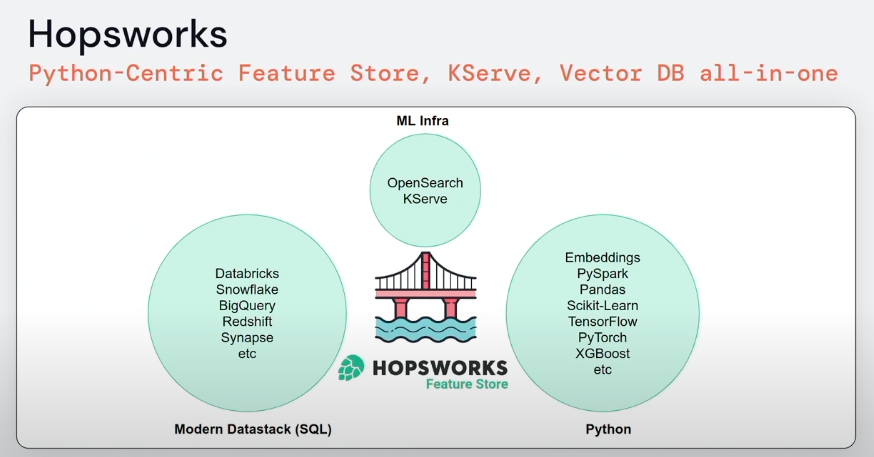 Hopsworks
Python-Centric Feature Store, KServe, Vector DB all-in-one
ML Infra
OpenSearch
KServe
Databricks
Snowflake
BigQuery
Redshift
Synapse
etc
Modern Datastack (SQL)
HOPSWORKS
Feature Store
Embeddings
PySpark
Pandas
Scikit-Learn
TensorFlow
PyTorch
XGBoost
etc
Python